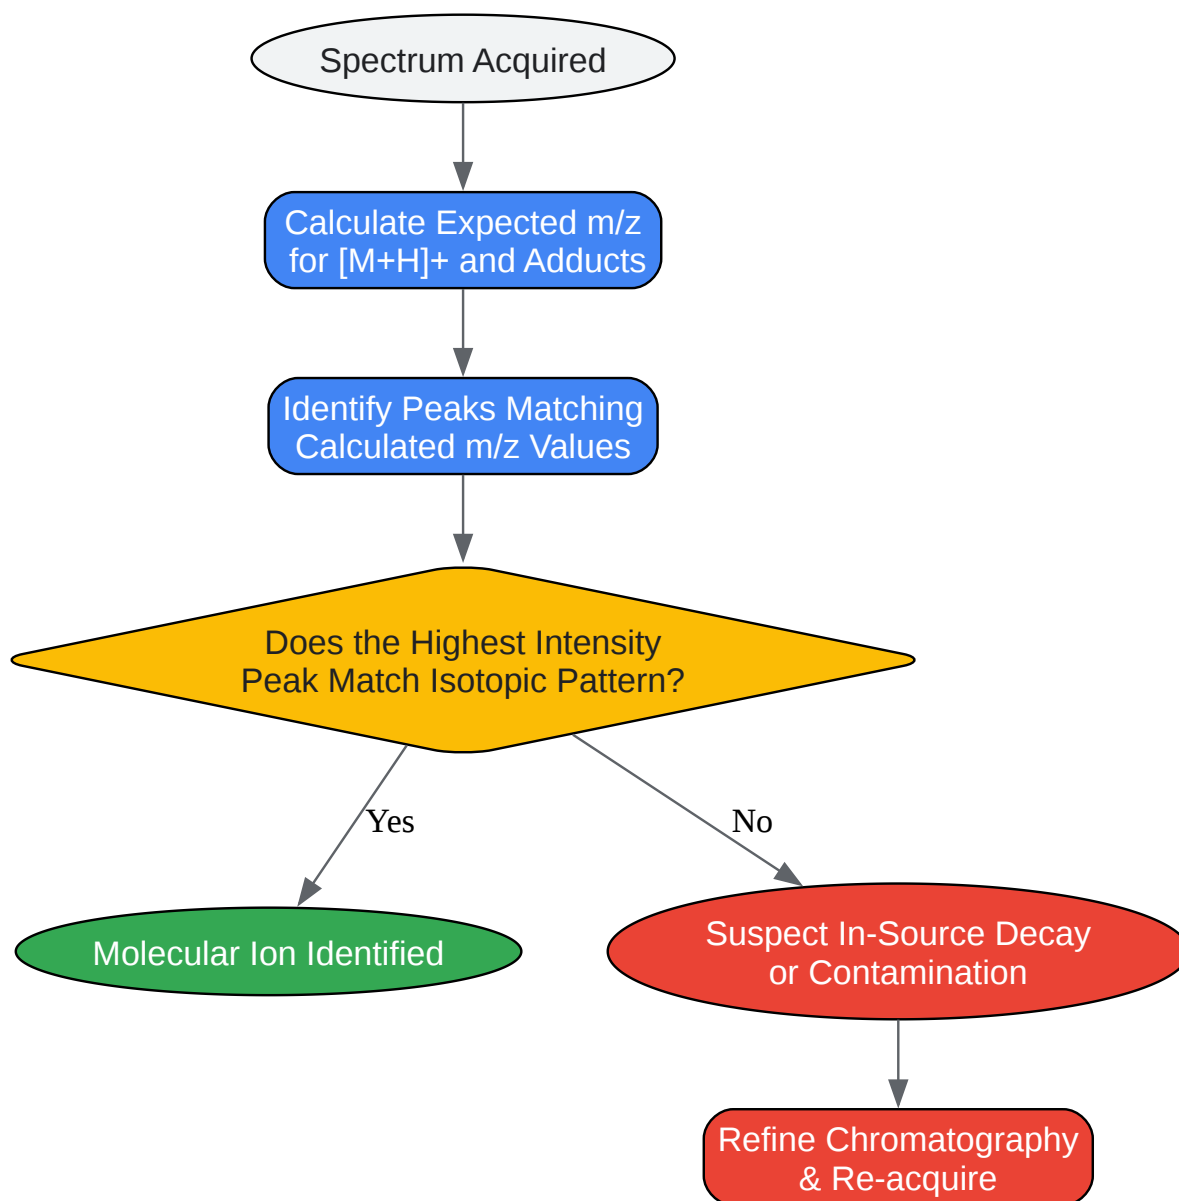 Spectrum Acquired
Calculate Expected m/z
for [M+H]+ and Adducts
Identify Peaks Matching
Calculated m/z Values
Does the Highest Intensity
Peak Match Isotopic Pattern?
Yes
No
Molecular Ion Identified
Suspect In-Source Decay
or Contamination
Refine Chromatography
& Re-acquire